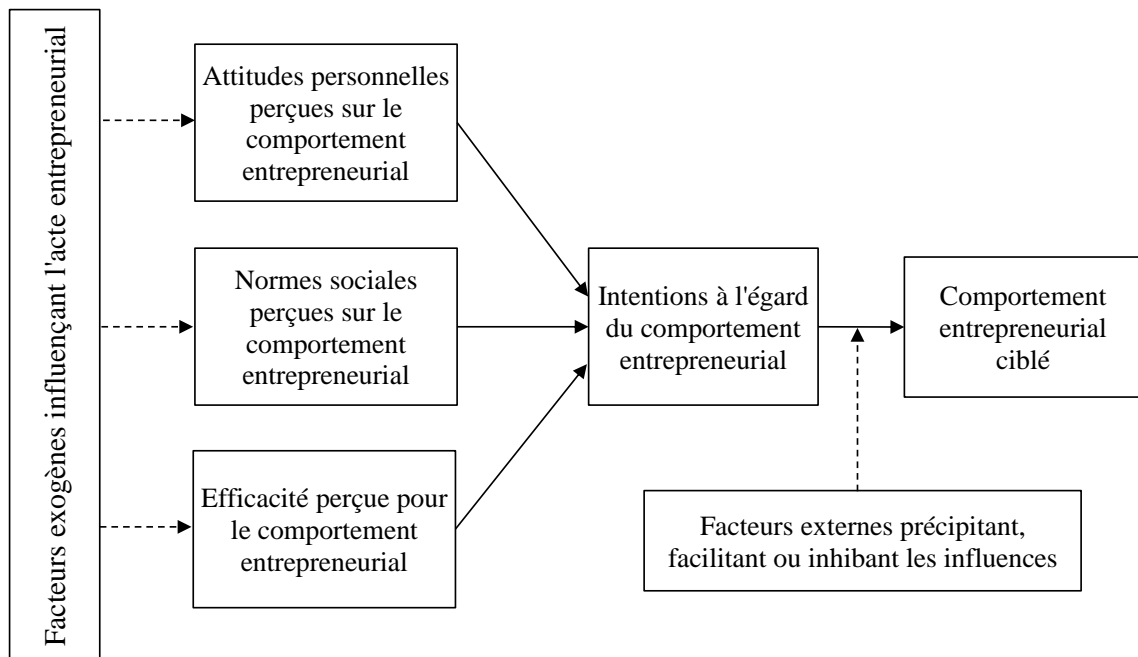 Facteurs exogènes influençant l'acte entrepreneurial
Attitudes personnelles
perçues sur le
comportement
entrepreneurial
Normes sociales
perçues sur le
comportement
entrepreneurial
Efficacité perçue pour
le comportement
entrepreneurial
Intentions à l'égard
du comportement
entrepreneurial
Comportement
entrepreneurial
ciblé
Facteurs externes précipitant,
facilitant ou inhibant les influences